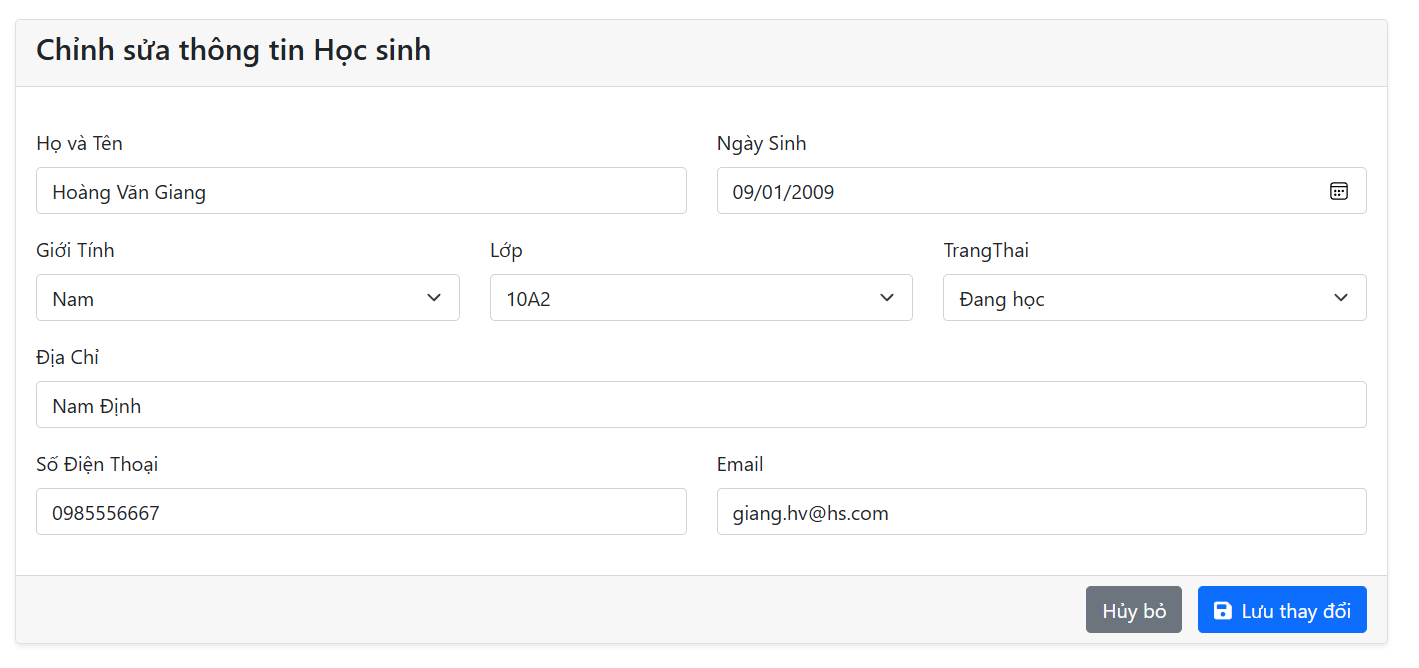 Chỉnh sửa thông tin Học sinh
Họ và Tên
Ngày Sinh
Hoàng Văn Giang
09/01/2009
Giới Tính
Lớp
TrangThai
Nam
10A2
Đang học
Địa Chỉ
Nam Định
Số Điện Thoại
Email
0985556667
giang.hv@hs.com
Hủy bỏ
Lưu thay đổi